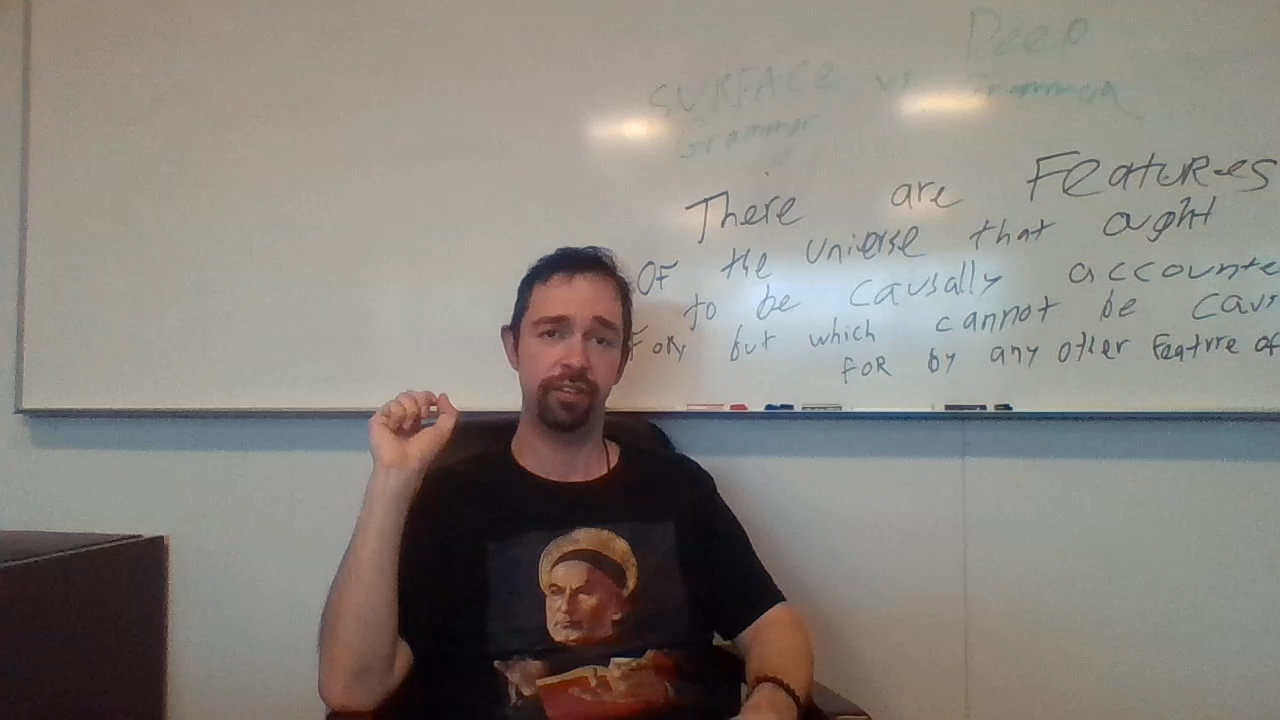 Deep
SURFACE vs. Grammar
Grammar
There are Features
OF the Universe that ought
to be causally accounte
For, but which cannot be caus
for by any other Feature of